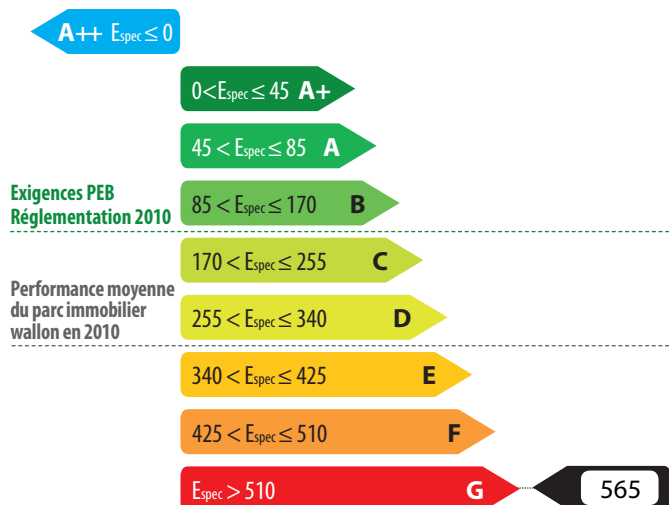 A++ Espec ≤ 0
0<Espec ≤ 45 A+
45 < Espec ≤ 85 A
Exigences PEB
Réglementation 2010
85 < Espec ≤ 170 B
170 < Espec ≤ 255 C
Performance moyenne
du parc immobilier
wallon en 2010
255 < Espec ≤ 340 D
340 < Espec ≤ 425 E
425 < Espec ≤ 510 F
Espec > 510 G 565